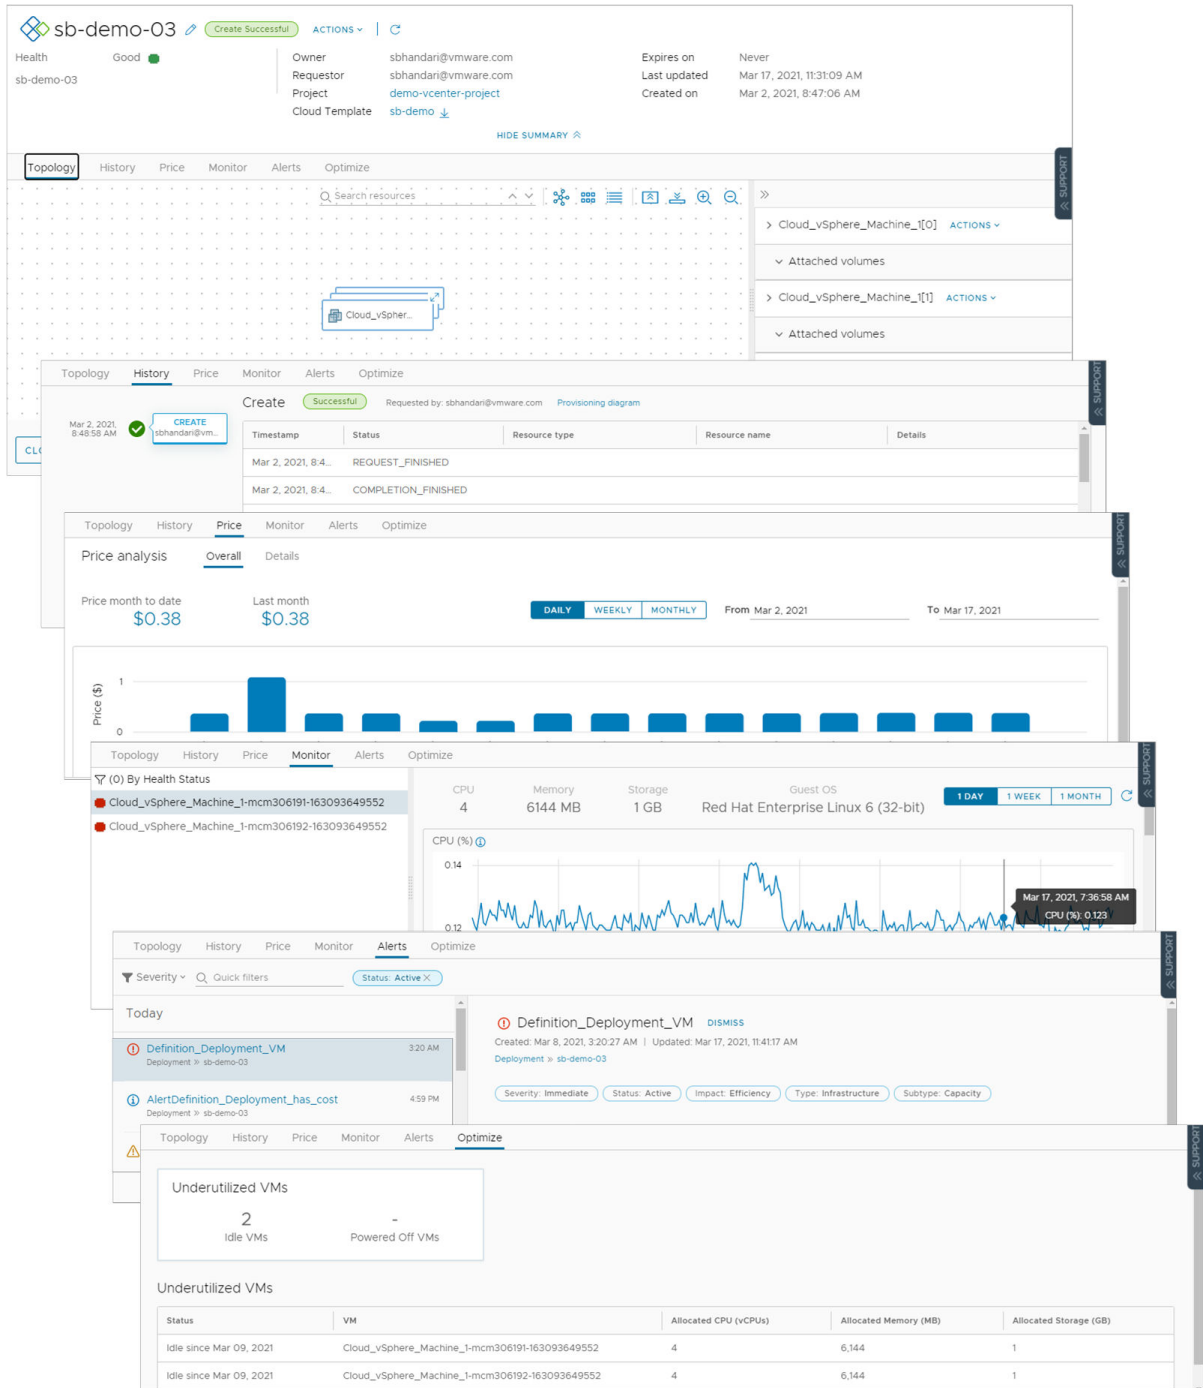 sb-demo-03 Create Successful ACTIONS
Health Good
sb-demo-03
Owner sbhandari@vmware.com
Requestor sbhandari@vmware.com
Project demo-vcenter-project
Cloud Template sb-demo
Expires on Never
Last updated Mar 17, 2021, 11:31:09 AM
Created on Mar 2, 2021, 8:47:06 AM
HIDE SUMMARY
SUPPORT
Topology History Price Monitor Alerts Optimize
Search resources
Cloud_vSphere_Machine_1[0] ACTIONS
Attached volumes
Cloud_vSphere_Machine_1[1] ACTIONS
Attached volumes
Cloud_vSpher...
Topology History Price Monitor Alerts Optimize
SUPPORT
Mar 2, 2021, 8:48:58 AM
CREATE
sbhandari@vm...
Create Successful Requested by: sbhandari@vmware.com Provisioning diagram
Timestamp Status Resource type Resource name Details
Mar 2, 2021, 8:4... REQUEST_FINISHED
Mar 2, 2021, 8:4... COMPLETION_FINISHED
Topology History Price Monitor Alerts Optimize
SUPPORT
Price analysis Overall Details
Price month to date Last month
$0.38 $0.38
DAILY WEEKLY MONTHLY From Mar 2, 2021 To Mar 17, 2021
Price ($)
1
0
Topology History Price Monitor Alerts Optimize
SUPPORT
(0) By Health Status
Cloud_vSphere_Machine_1-mcm306191-163093649552
Cloud_vSphere_Machine_1-mcm306192-163093649552
CPU Memory Storage Guest OS
4 6144 MB 1 GB Red Hat Enterprise Linux 6 (32-bit)
1 DAY 1 WEEK 1 MONTH
CPU (%)
0.14
0.12
Mar 17, 2021, 7:36:58 AM
CPU (%): 0.123
Topology History Price Monitor Alerts Optimize
SUPPORT
Severity Quick filters Status: Active
Today
Definition_Deployment_VM 3:20 AM
Deployment » sb-demo-03
AlertDefinition_Deployment_has_cost 4:59 PM
Deployment » sb-demo-03
Definition_Deployment_VM DISMISS
Created: Mar 8, 2021, 3:20:27 AM | Updated: Mar 17, 2021, 11:41:17 AM
Deployment » sb-demo-03
Severity: Immediate Status: Active Impact: Efficiency Type: Infrastructure Subtype: Capacity
Topology History Price Monitor Alerts Optimize
SUPPORT
Underutilized VMs
2 -
Idle VMs Powered Off VMs
Underutilized VMs
Status VM Allocated CPU (vCPUs) Allocated Memory (MB) Allocated Storage (GB)
Idle since Mar 09, 2021 Cloud_vSphere_Machine_1-mcm306191-163093649552 4 6,144 1
Idle since Mar 09, 2021 Cloud_vSphere_Machine_1-mcm306192-163093649552 4 6,144 1